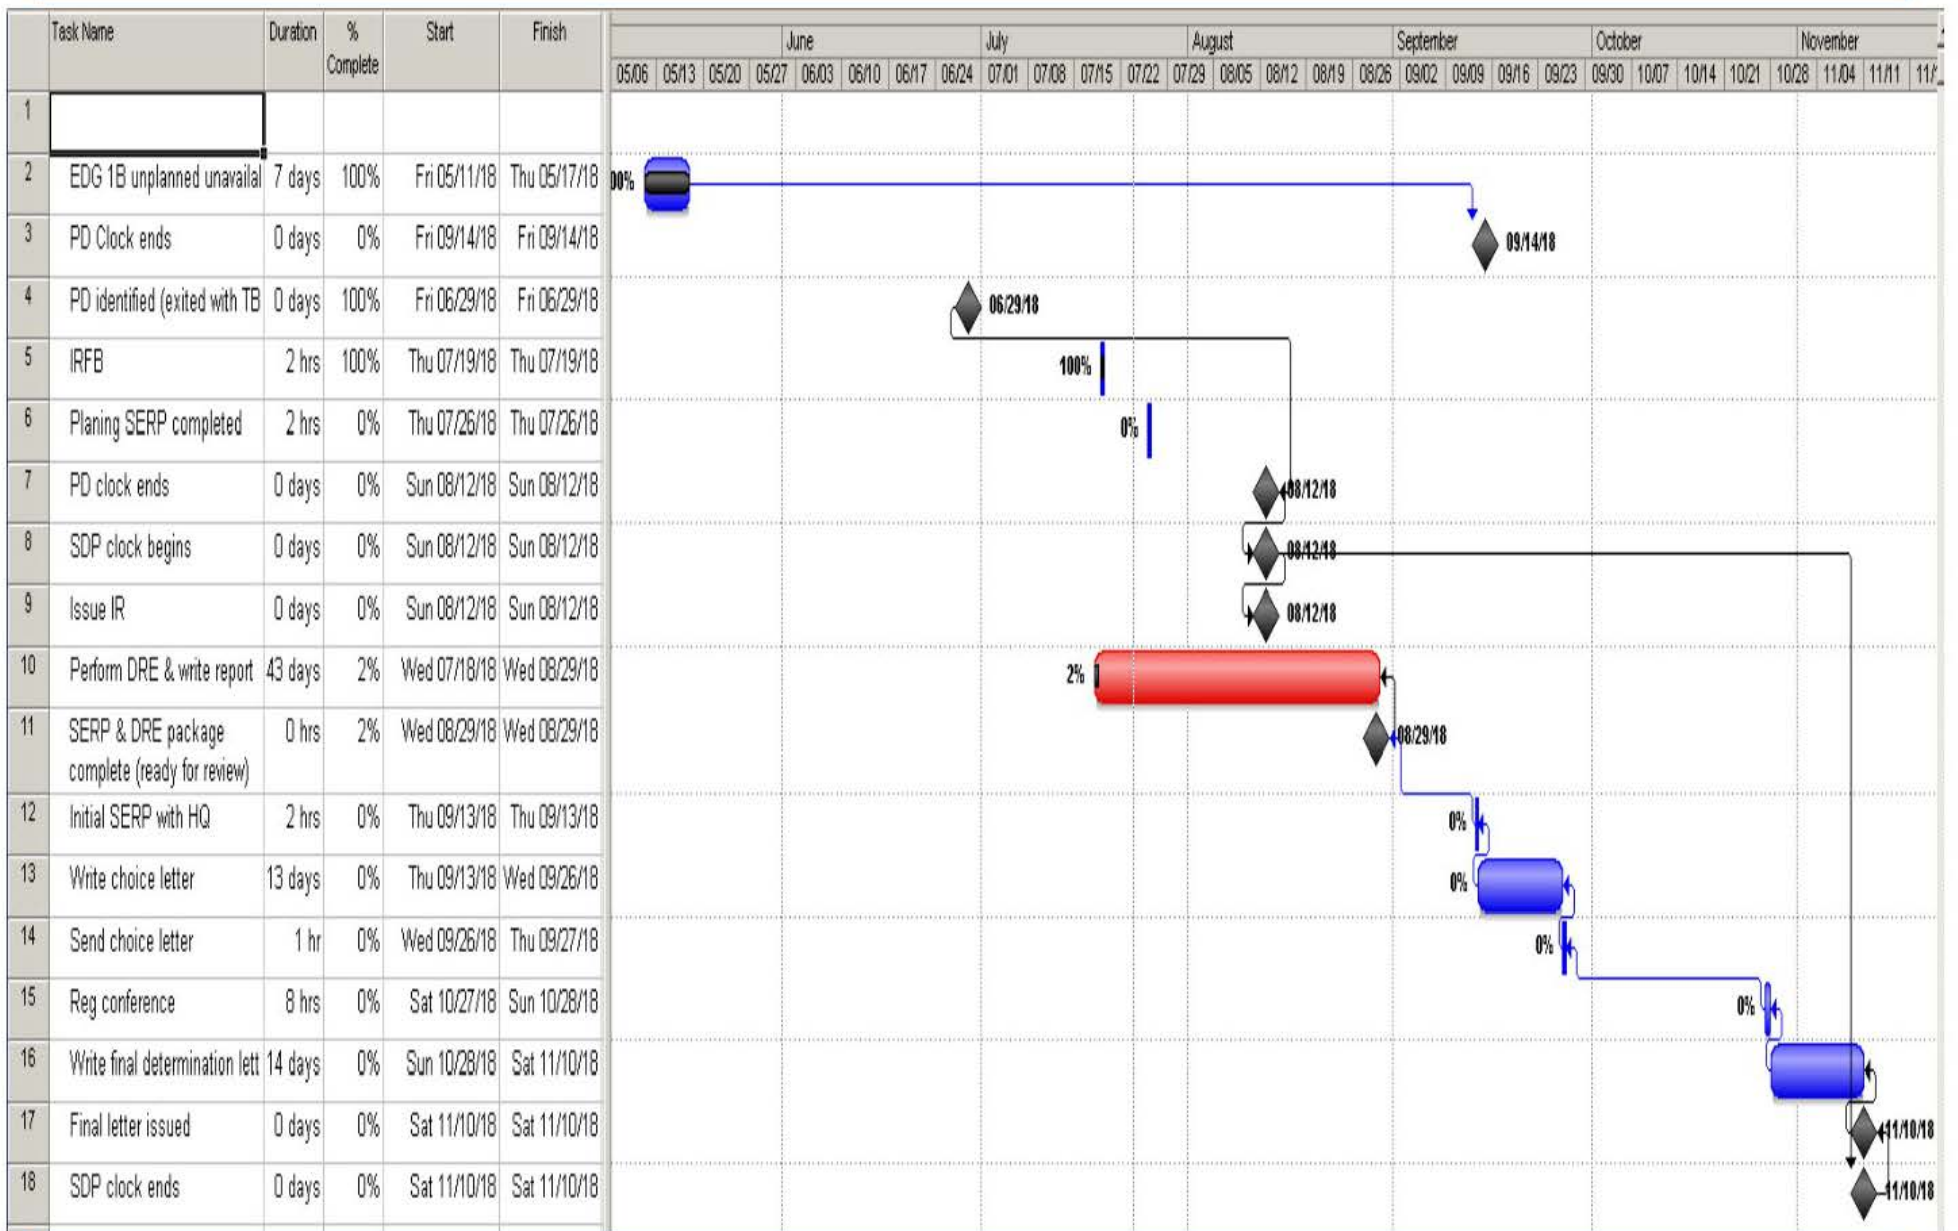 Task Name Duration % Complete Start Finish
June July August September October November
05/06 05/13 05/20 05/27 06/03 06/10 06/17 06/24 07/01 07/08 07/15 07/22 07/29 08/05 08/12 08/19 08/26 09/02 09/09 09/16 09/23 09/30 10/07 10/14 10/21 10/28 11/04 11/11 11/
1
2 EDG 1B unplanned unavailal 7 days 100% Fri 05/11/18 Thu 05/17/18 00%
3 PD Clock ends 0 days 0% Fri 09/14/18 Fri 09/14/18 09/14/18
4 PD identified (exited with TB 0 days 100% Fri 06/29/18 Fri 06/29/18 06/29/18
5 IRFB 2 hrs 100% Thu 07/19/18 Thu 07/19/18 100%
6 Planing SERP completed 2 hrs 0% Thu 07/26/18 Thu 07/26/18 0%
7 PD clock ends 0 days 0% Sun 08/12/18 Sun 08/12/18 08/12/18
8 SDP clock begins 0 days 0% Sun 08/12/18 Sun 08/12/18 08/12/18
9 Issue IR 0 days 0% Sun 08/12/18 Sun 08/12/18 08/12/18
10 Perform DRE & write report 43 days 2% Wed 07/18/18 Wed 08/29/18 2%
11 SERP & DRE package 0 hrs 2% Wed 08/29/18 Wed 08/29/18 08/29/18
complete (ready for review)
12 Initial SERP with HQ 2 hrs 0% Thu 09/13/18 Thu 09/13/18 0%
13 Write choice letter 13 days 0% Thu 09/13/18 Wed 09/26/18 0%
14 Send choice letter 1 hr 0% Wed 09/26/18 Thu 09/27/18 0%
15 Reg conference 8 hrs 0% Sat 10/27/18 Sun 10/28/18 0%
16 Write final determination lett 14 days 0% Sun 10/28/18 Sat 11/10/18
17 Final letter issued 0 days 0% Sat 11/10/18 Sat 11/10/18 11/10/18
18 SDP clock ends 0 days 0% Sat 11/10/18 Sat 11/10/18 11/10/18